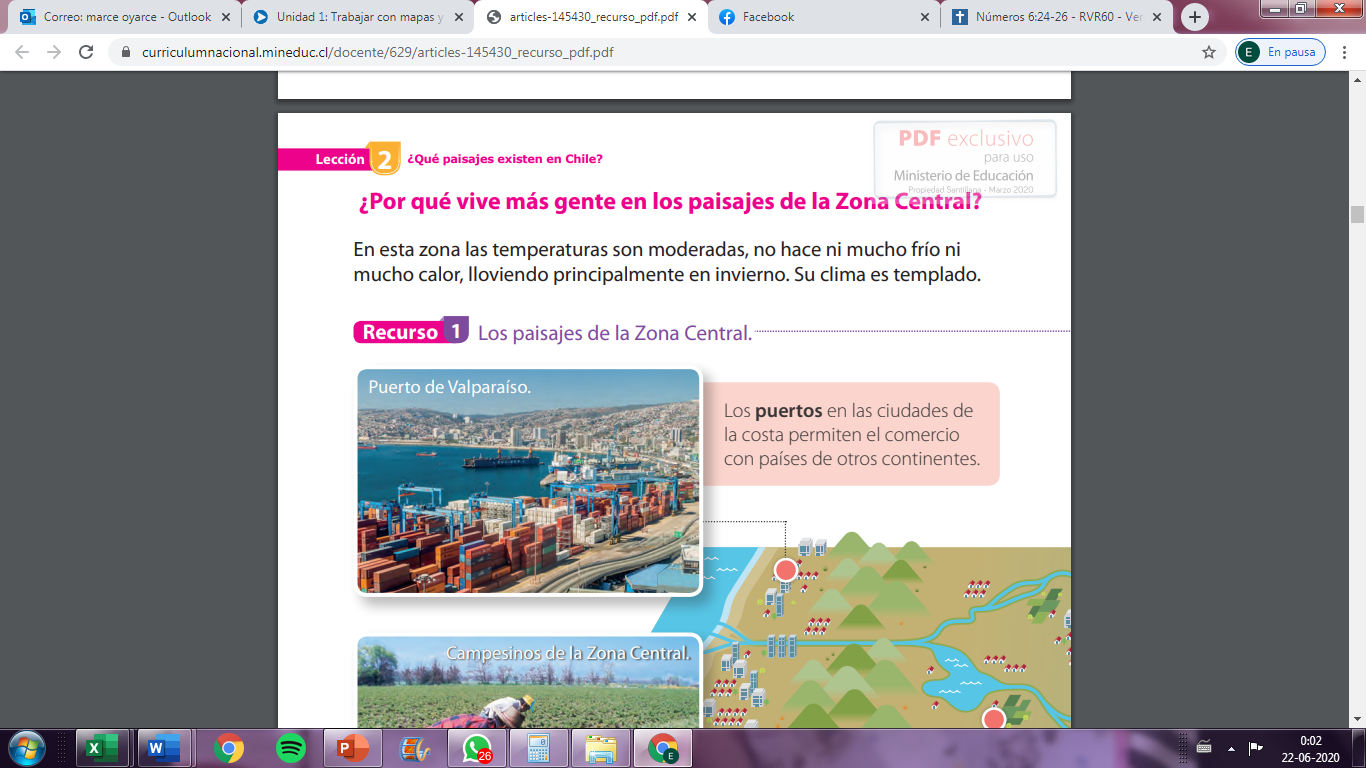 Correo: marce oyarce - Outlook
Unidad 1: Trabajar con mapas y
articles-145430_recurso_pdf.pdf
Facebook
Números 6:24-26 - RVR60 - Ver
curriculumnacional.mineduc.cl/docente/629/articles-145430_recurso_pdf.pdf
E En pausa
PDF exclusivo
para uso
Ministerio de Educación
Propiedad Santillana - Marzo 2020
Lección 2 ¿Qué paisajes existen en Chile?
¿Por qué vive más gente en los paisajes de la Zona Central?
En esta zona las temperaturas son moderadas, no hace ni mucho frío ni
mucho calor, lloviendo principalmente en invierno. Su clima es templado.
Recurso 1 Los paisajes de la Zona Central.
Puerto de Valparaíso.
Los puertos en las ciudades de
la costa permiten el comercio
con países de otros continentes.
Campesinos de la Zona Central.
26
E
0:02
22-06-2020